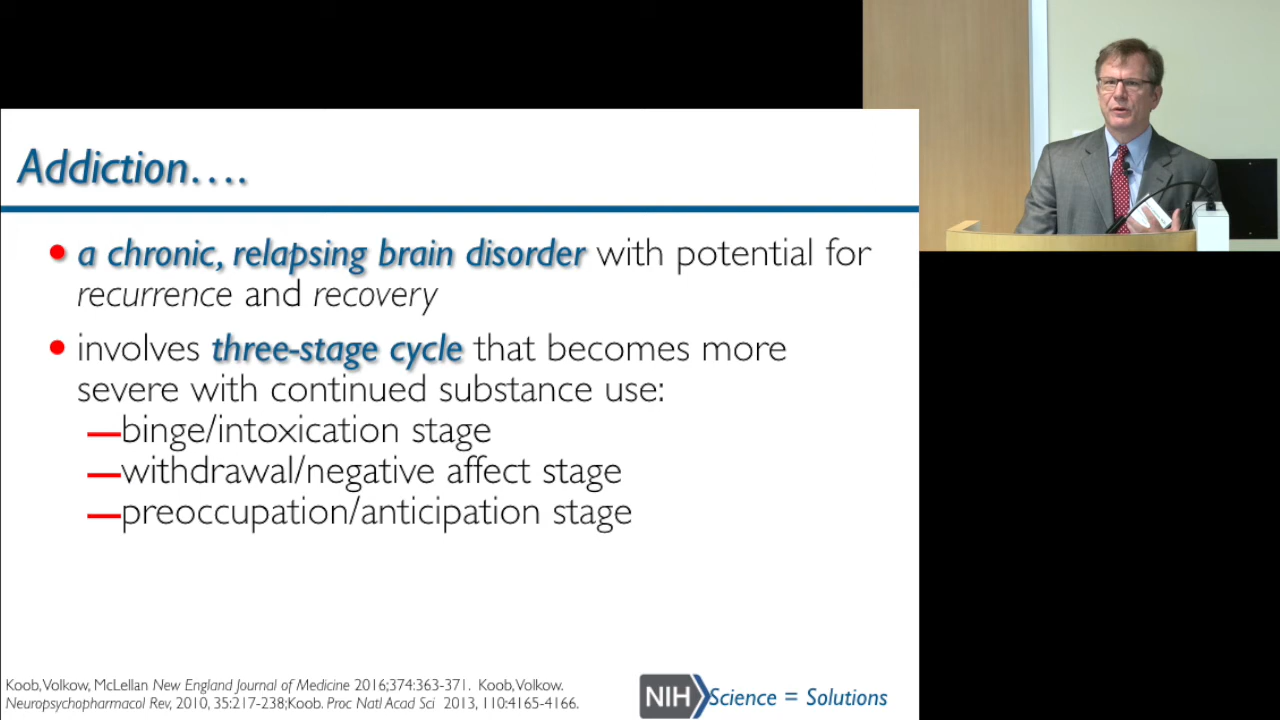 Addiction….
• a chronic, relapsing brain disorder with potential for
recurrence and recovery
• involves three-stage cycle that becomes more
severe with continued substance use:
—binge/intoxication stage
—withdrawal/negative affect stage
—preoccupation/anticipation stage
Koob,Volkow, McLellan New England Journal of Medicine 2016;374:363-371. Koob,Volkow.
Neuropsychopharmacol Rev, 2010, 35:217-238;Koob. Proc Natl Acad Sci 2013, 110:4165-4166.
NIH Science = Solutions